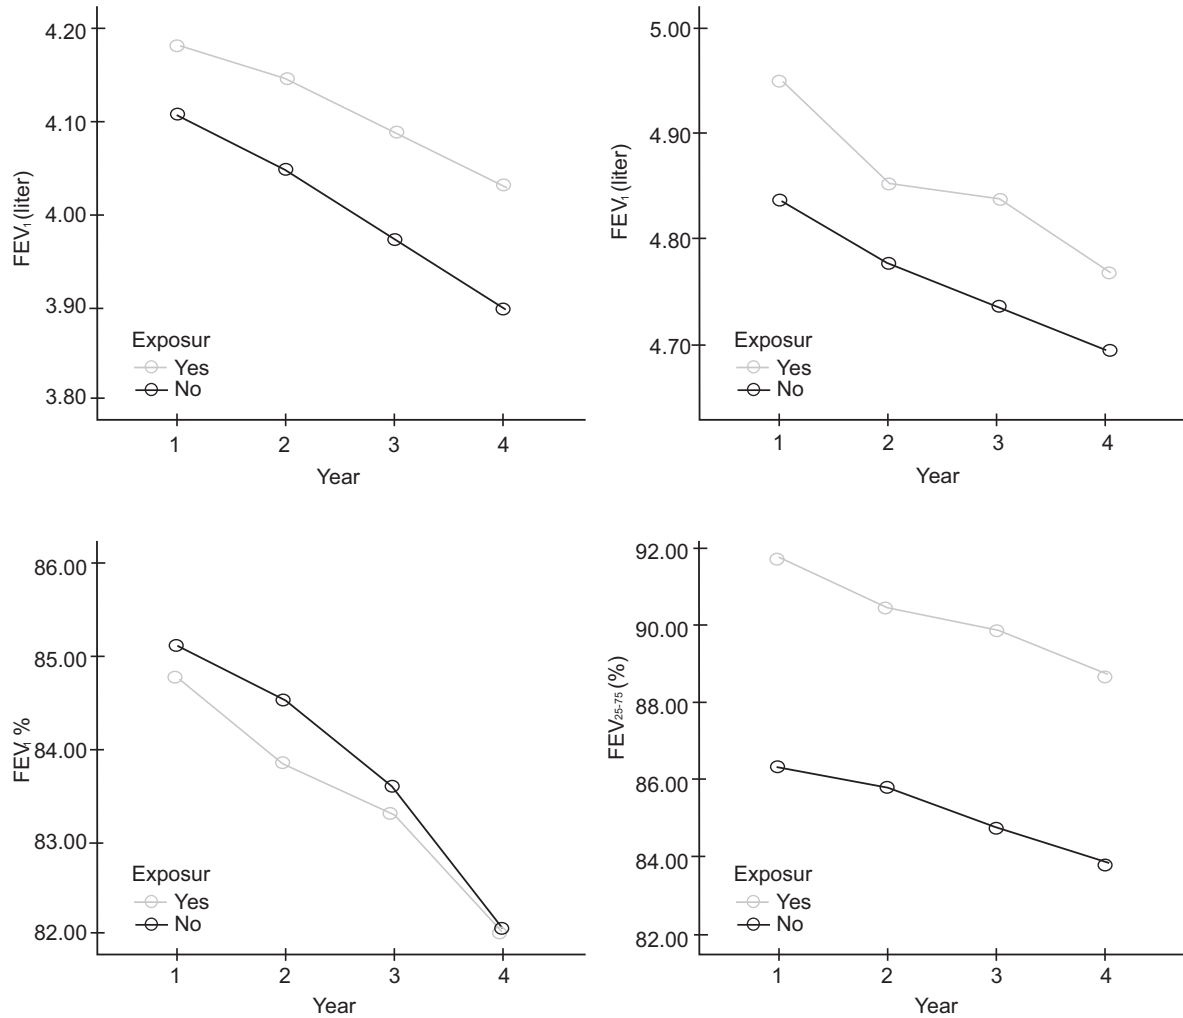 4.20
4.10
4.00
3.90
3.80
FEV1 (liter)
Exposur
Yes
No
1 2 3 4
Year
5.00
4.90
4.80
4.70
FEV1 (liter)
Exposur
Yes
No
1 2 3 4
Year
86.00
85.00
84.00
83.00
82.00
FEV1 %
Exposur
Yes
No
1 2 3 4
Year
92.00
90.00
88.00
86.00
84.00
82.00
FEV25-75 (%)
Exposur
Yes
No
1 2 3 4
Year